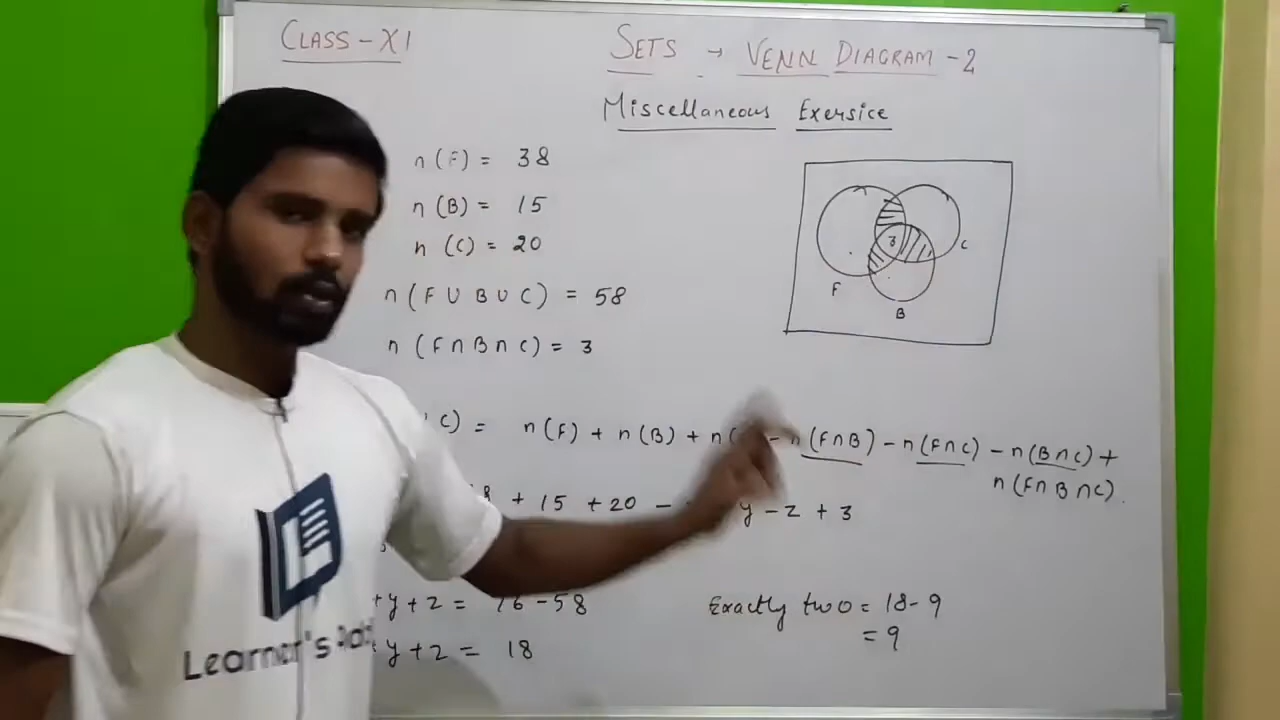 CLASS-XI
SETS → VENN DIAGRAM -2
Miscellaneous Exersice
n(F) = 38
n(B) = 15
n(C) = 20
n(F∪B∪C) = 58
n(F∩B∩C) = 3
3
F
C
B
C) = n(F) + n(B) + n( - n(F∩B) - n(F∩C) - n(B∩C) +
n(F∩B∩C).
8 + 15 + 20 - y - z + 3
+y+z = 76-58
y+z = 18
Exactly two = 18-9
= 9
Learner's